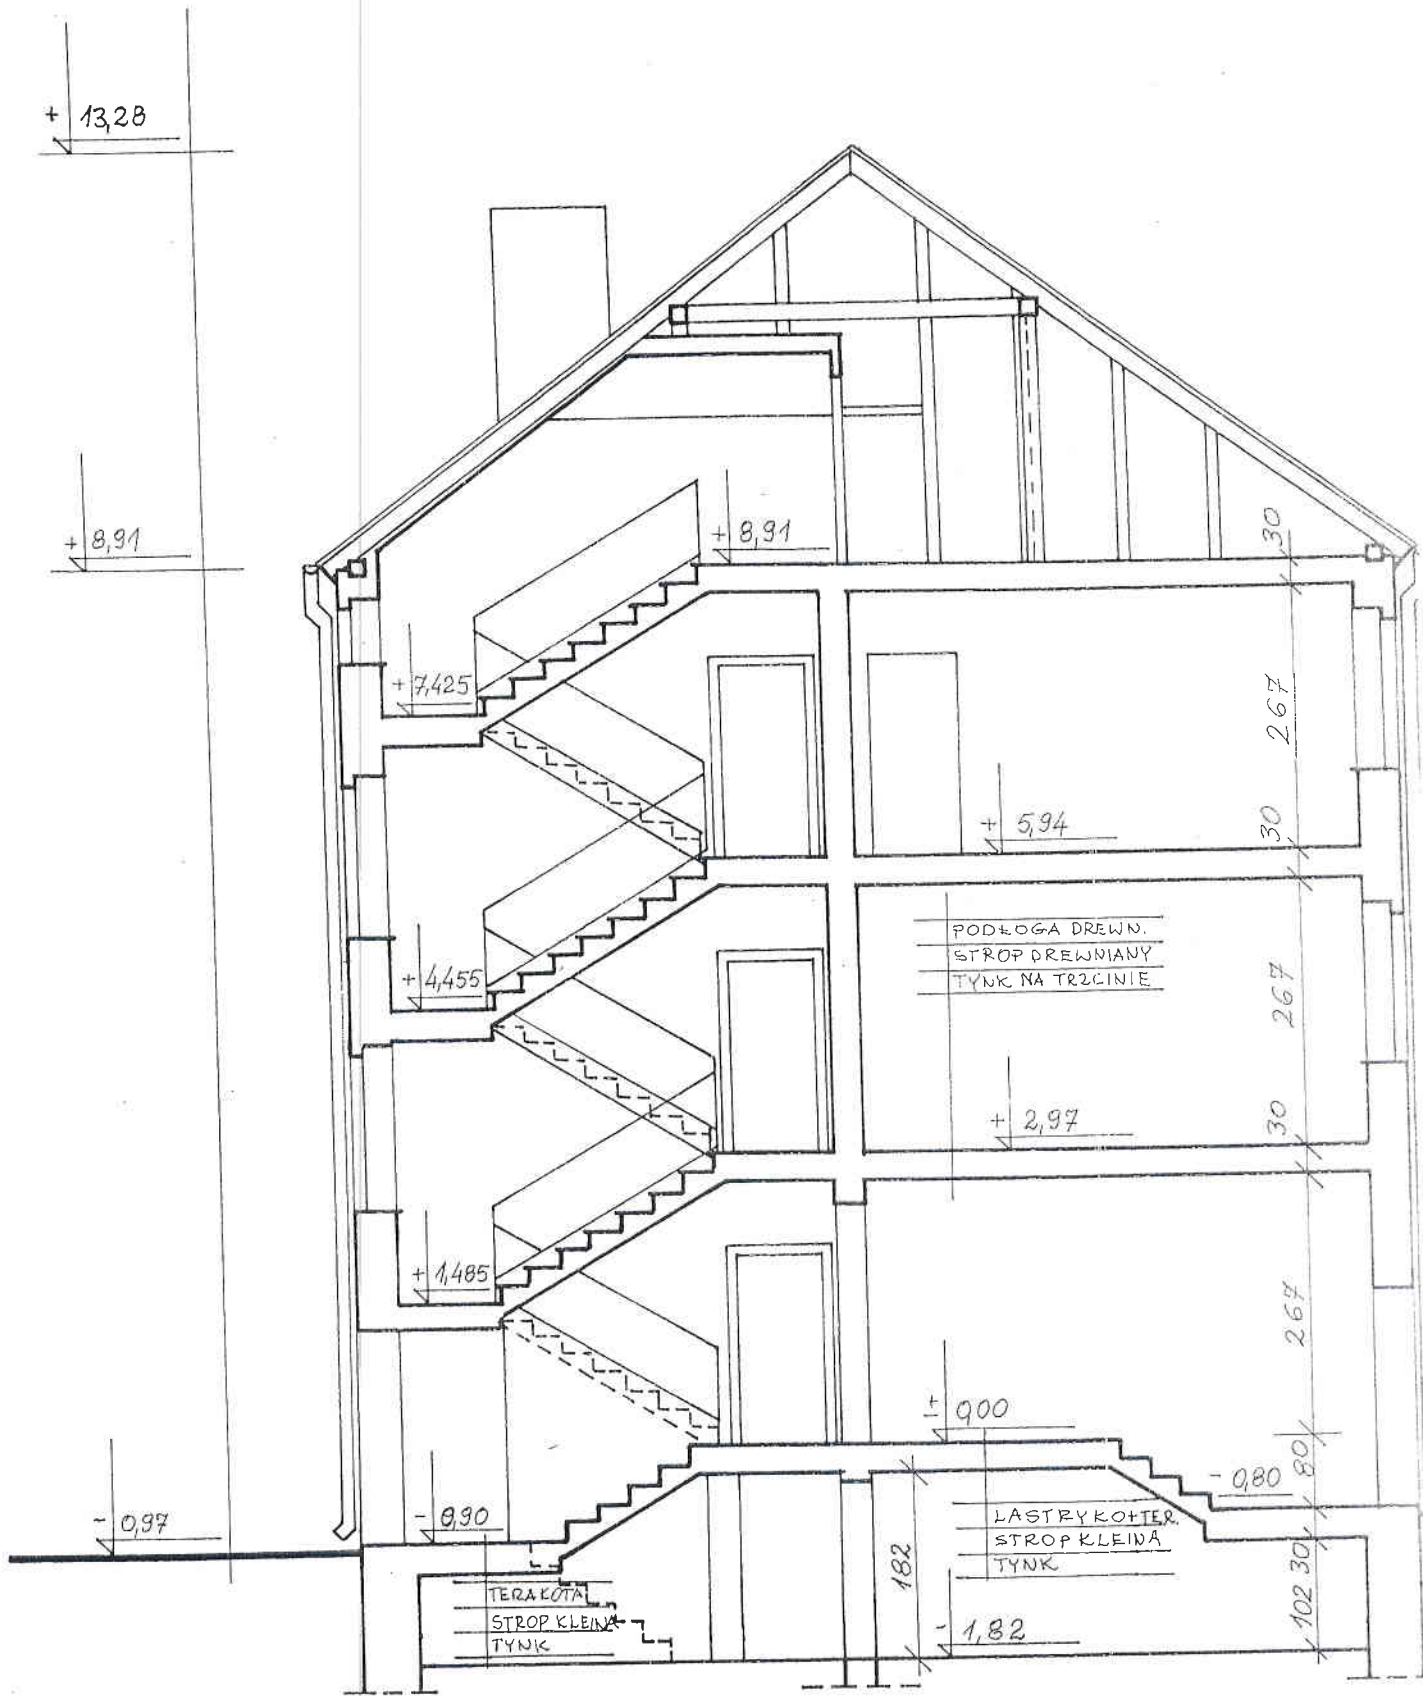 + 13,28
+ 8,91
+ 8,91
30
+ 7,425
267
+ 5,94
30
PODŁOGA DREWN.
STROP DREWNIANY
TYNK NA TRZCINIE
+ 4,455
267
+ 2,97
30
+ 1,485
267
± 0,00
80
- 0,80
- 0,97
- 0,90
LASTRYKO+TER.
STROP KLEINA
TYNK
182
30
102
TERAKOTA
STROP KLEINA
TYNK
- 1,82